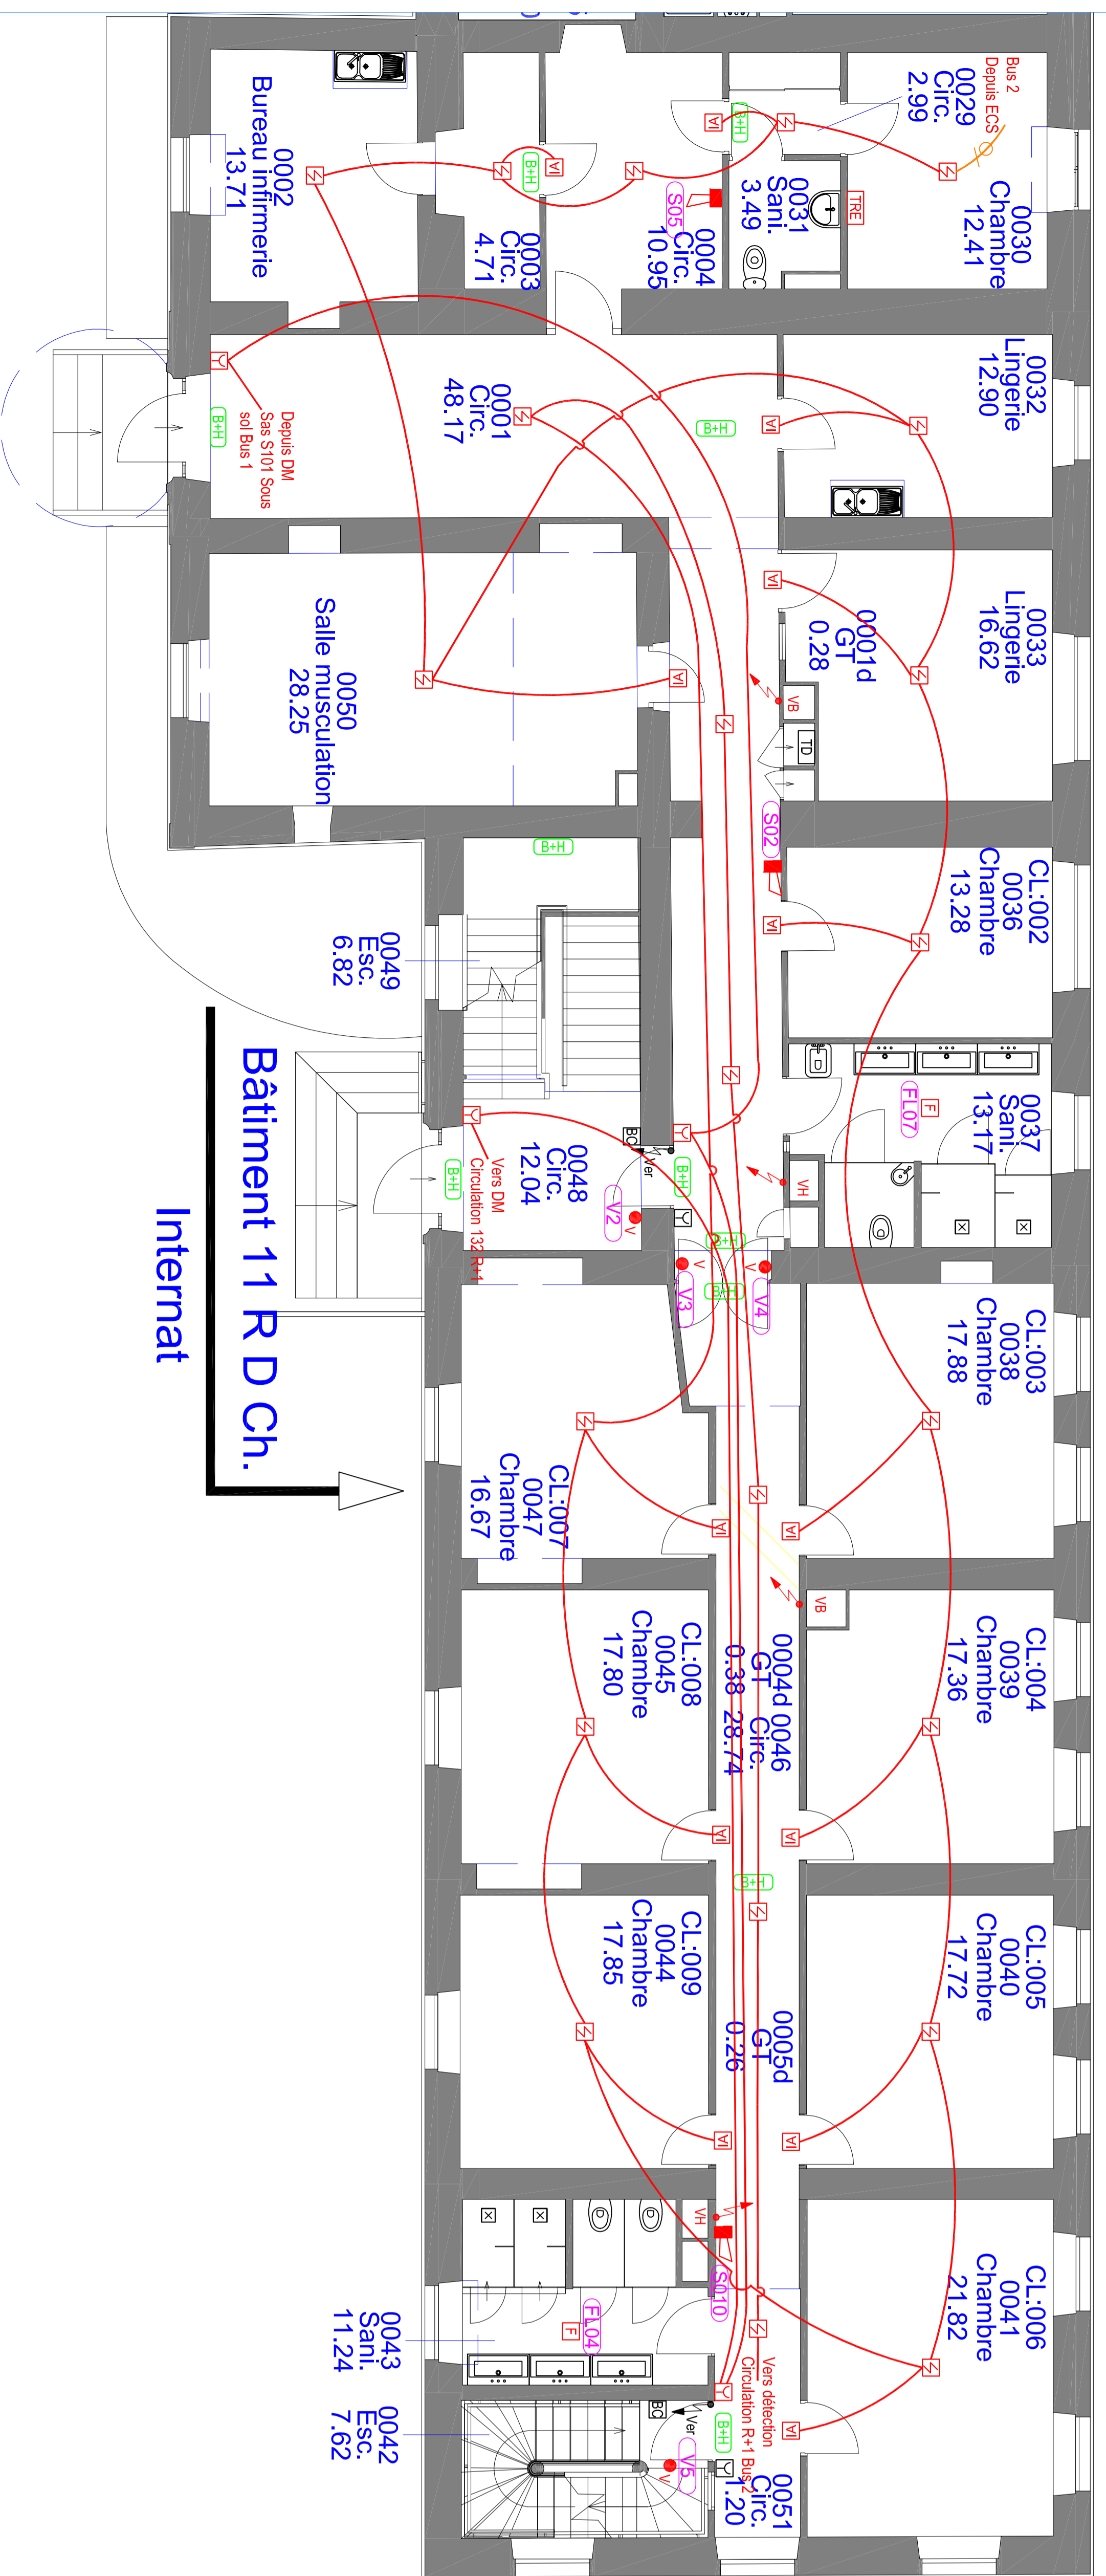 Bus 2
Depuis ECS
0029
Circ.
2.99
0030
Chambre
12.41
TRE
0031
Sani.
3.49
B+H
S05
0004
Circ.
10.95
B+H
0003
Circ.
4.71
0002
Bureau infirmerie
13.71
0032
Lingerie
12.90
B+H
0001
Circ.
48.17
Depuis DM
Sas S101 Sous
sol Bus 1
B+H
0033
Lingerie
16.62
0001d
GT
0.28
VB
TD
0050
Salle musculation
28.25
S02
CL:002
0036
Chambre
13.28
B+H
0049
Esc.
6.82
0037
Sani.
13.17
F
FL07
VH
BC
Ver
B+H
0048
Circ.
12.04
V2
V
Vers DM
Circulation 132 R+1
B+H
B+H
B+H
V
V3
V
V4
Bâtiment 11 R D Ch.
Internat
CL:003
0038
Chambre
17.88
CL:007
0047
Chambre
16.67
VB
CL:004
0039
Chambre
17.36
0004d
GT
0.38
0046
Circ.
28.74
CL:008
0045
Chambre
17.80
B+H
CL:005
0040
Chambre
17.72
0005d
GT
0.26
CL:009
0044
Chambre
17.85
VH
S010
CL:006
0041
Chambre
21.82
F
FL04
0043
Sani.
11.24
Vers détection
Circulation R+1 Bus 2
B+H
BC
Ver
V5
V
0042
Esc.
7.62
0051
Circ.
1.20